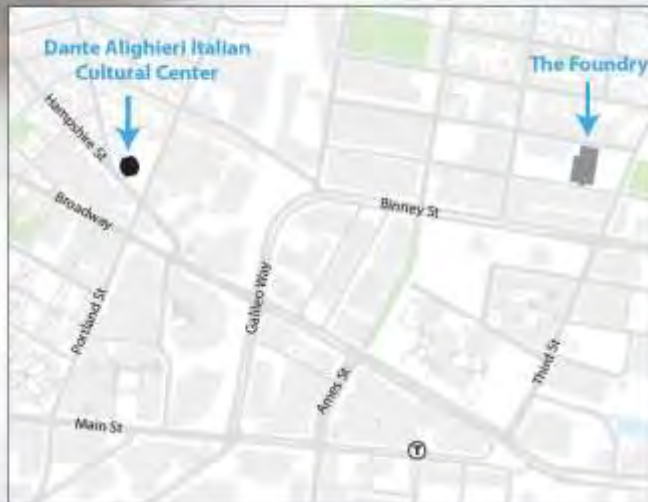 Dante Alighieri Italian
Cultural Center
The Foundry
Hampshire St
Broadway
Binney St
Galileo Way
Portland St
Ames St
Third St
Main St
T